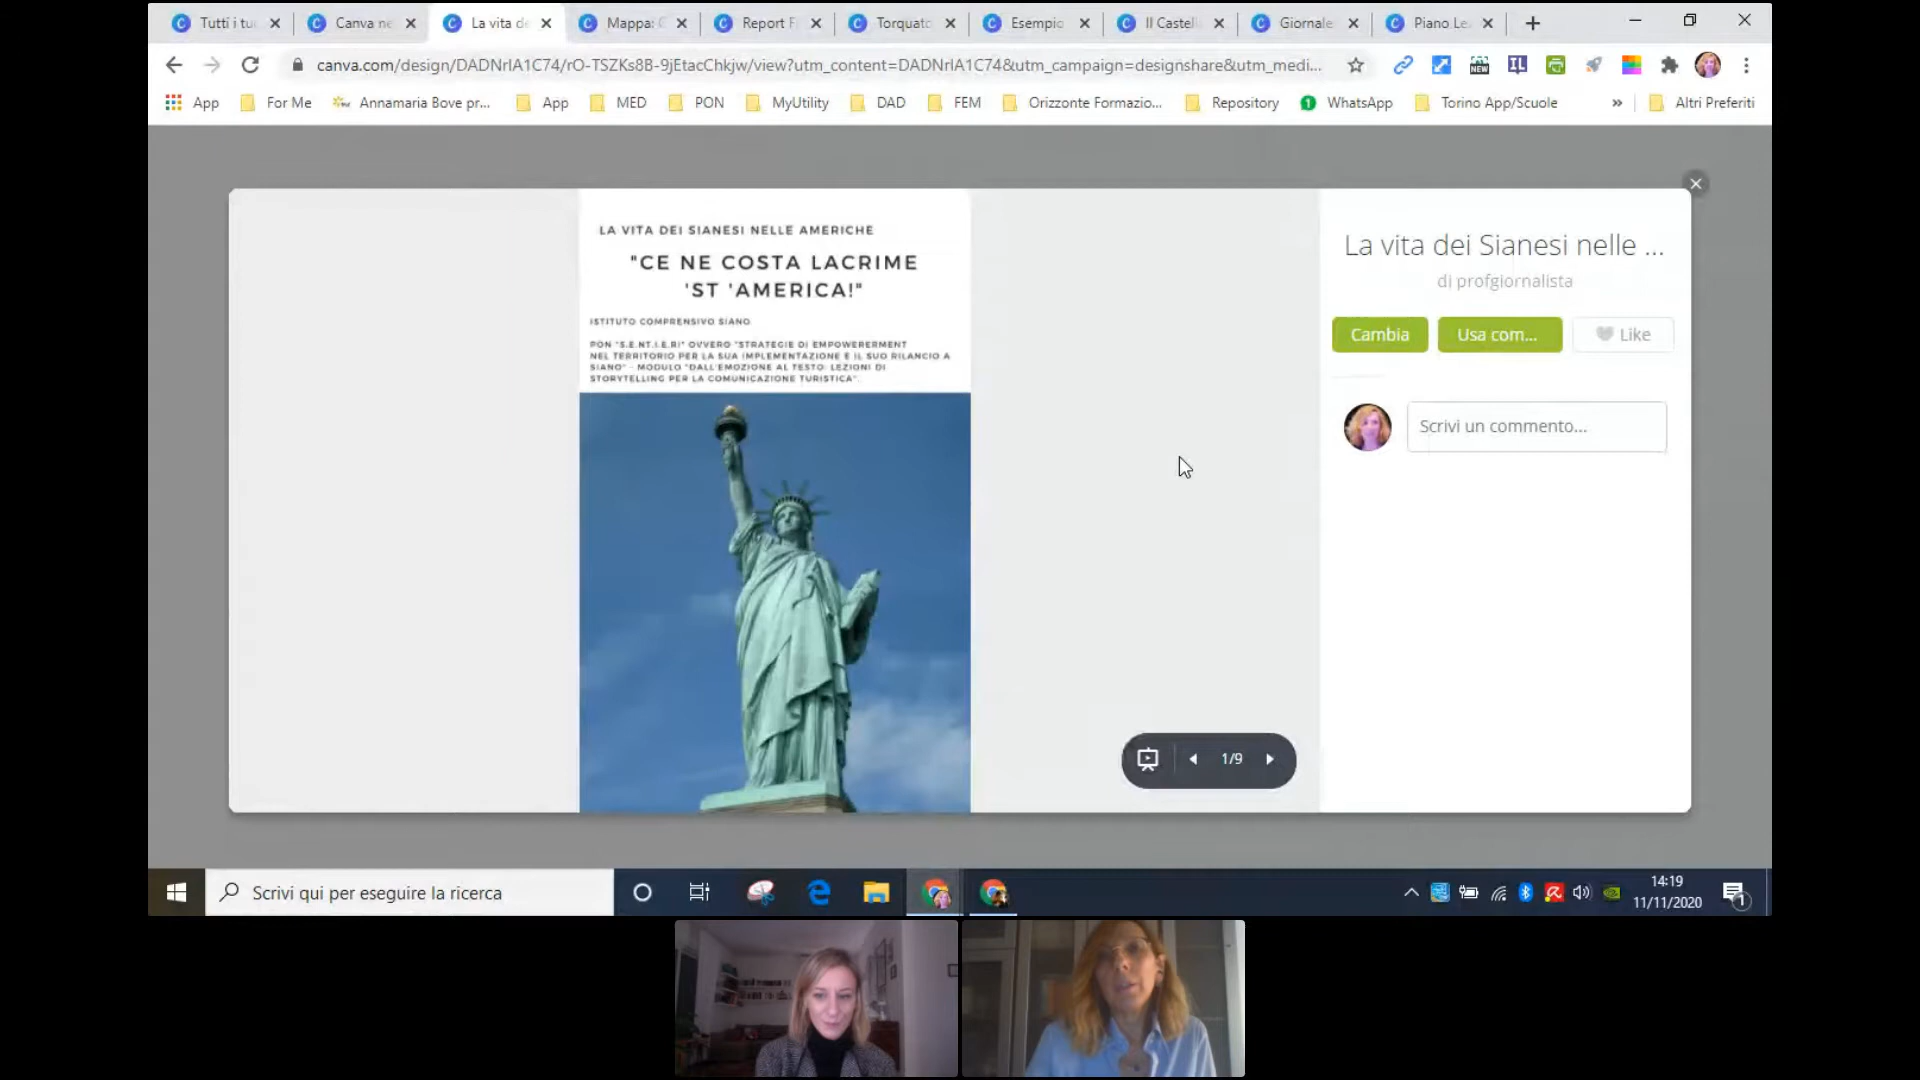 Tutti i tu
Canva ne
La vita de
Mappa: C
Report F
Torquato
Esempio
Il Castell
Giornale
Piano Le
canva.com/design/DADNrIA1C74/rO-TSZKs8B-9jEtacChkjw/view?utm_content=DADNrIA1C74&utm_campaign=designshare&utm_medi...
App
For Me
Annamaria Bove pr...
App
MED
PON
MyUtility
DAD
FEM
Orizzonte Formazio...
Repository
WhatsApp
Torino App/Scuole
»
Altri Preferiti
LA VITA DEI SIANESI NELLE AMERICHE
"CE NE COSTA LACRIME
'ST 'AMERICA!"
ISTITUTO COMPRENSIVO SIANO
PON "S.E.NT.I.E.RI" OVVERO "STRATEGIE DI EMPOWERERMENT
NEL TERRITORIO PER LA SUA IMPLEMENTAZIONE E IL SUO RILANCIO A
SIANO" - MODULO "DALL'EMOZIONE AL TESTO: LEZIONI DI
STORYTELLING PER LA COMUNICAZIONE TURISTICA".
La vita dei Sianesi nelle ...
di profgiornalista
Cambia
Usa com...
Like
Scrivi un commento...
1/9
Scrivi qui per eseguire la ricerca
14:19
11/11/2020
1